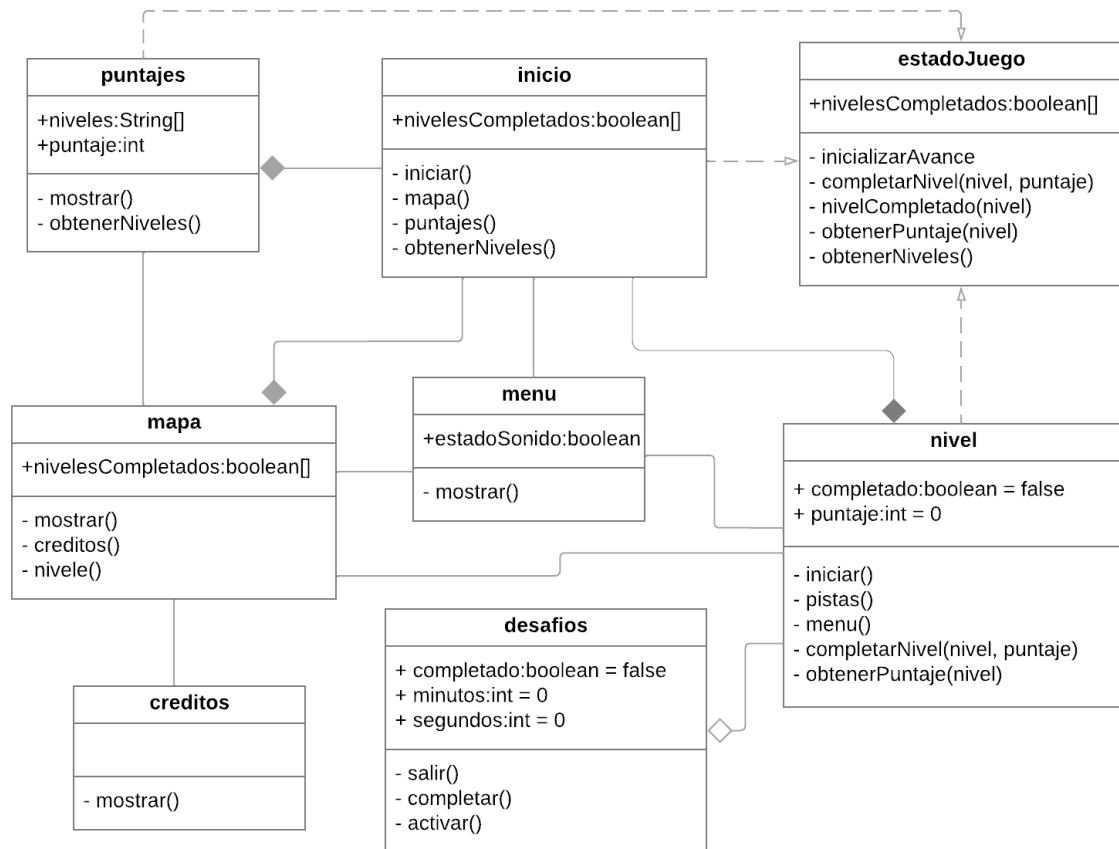 puntajes
+niveles:String[]
+puntaje:int
- mostrar()
- obtenerNiveles()
inicio
+nivelesCompletados:boolean[]
- iniciar()
- mapa()
- puntajes()
- obtenerNiveles()
estadoJuego
+nivelesCompletados:boolean[]
- inicializarAvance
- completarNivel(nivel, puntaje)
- nivelCompletado(nivel)
- obtenerPuntaje(nivel)
- obtenerNiveles()
mapa
+nivelesCompletados:boolean[]
- mostrar()
- creditos()
- nivele()
menu
+estadoSonido:boolean
- mostrar()
nivel
+ completado:boolean = false
+ puntaje:int = 0
- iniciar()
- pistas()
- menu()
- completarNivel(nivel, puntaje)
- obtenerPuntaje(nivel)
desafios
+ completado:boolean = false
+ minutos:int = 0
+ segundos:int = 0
- salir()
- completar()
- activar()
creditos
- mostrar()